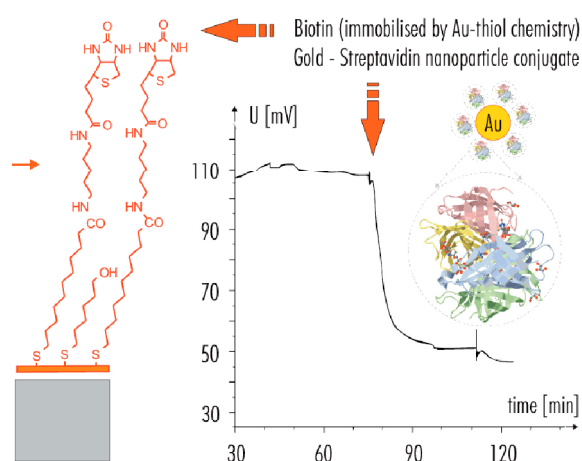 Biotin (immobilised by Au-thiol chemistry)
Gold - Streptavidin nanoparticle conjugate
O
HN NH
S
O
HN
HN
CO
S
O
HN NH
S
O
HN
HN
CO
S
OH
S
U [mV]
110
90
70
50
30
30
60
90
120
time [min]
Au